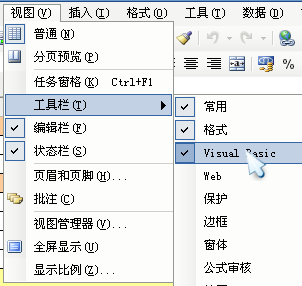 视图(V) 插入(I) 格式(O) 工具(T) 数据(D)
普通(N)
分页预览(P)
任务窗格(K) Ctrl+F1
工具栏(T)
编辑栏(F)
状态栏(S)
页眉和页脚(H)...
批注(C)
视图管理器(V)...
全屏显示(U)
显示比例(Z)...
常用
格式
Visual Basic
Web
保护
边框
窗体
公式审核
%